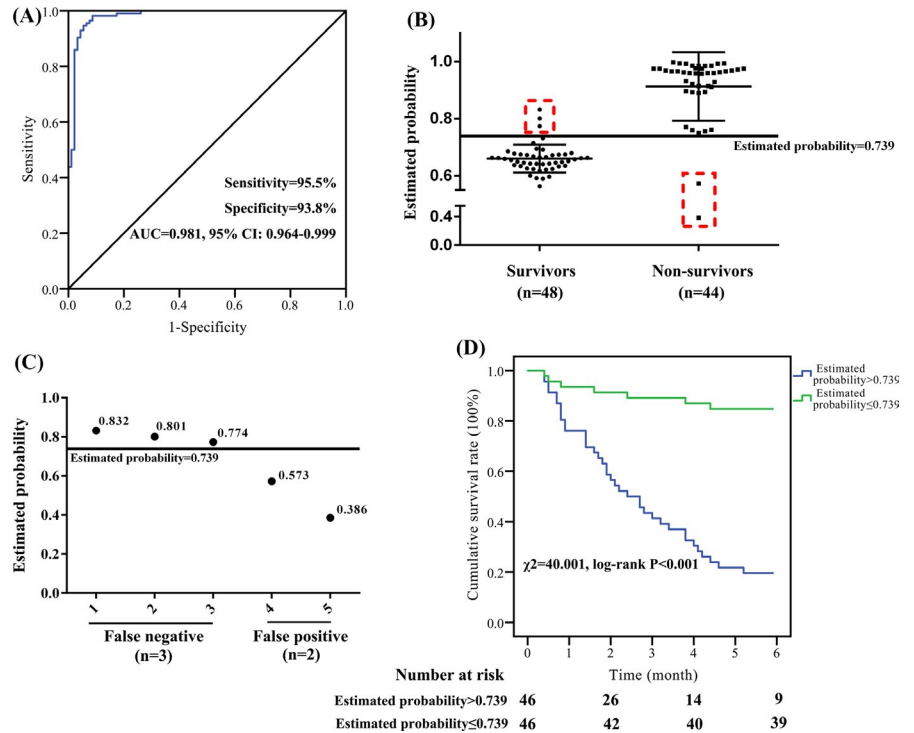 (A)
Sensitivity
1.0
0.8
0.6
0.4
0.2
0.0
0.0
0.2
0.4
0.6
0.8
1.0
1-Specificity
Sensitivity=95.5%
Specificity=93.8%
AUC=0.981, 95% CI: 0.964-0.999
(B)
Estimated probability
1.0
0.8
0.6
0.4
0.0
Estimated probability=0.739
Survivors
(n=48)
Non-survivors
(n=44)
(C)
Estimated probability
1.0
0.8
0.6
0.4
0.2
0.0
0.832
0.801
0.774
Estimated probability=0.739
0.573
0.386
1
2
3
4
5
False negative
(n=3)
False positive
(n=2)
(D)
Cumulative survival rate (100%)
1.0
0.8
0.6
0.4
0.2
0.0
Estimated
probability>0.739
Estimated
probability≤0.739
χ2=40.001, log-rank P<0.001
0
1
2
3
4
5
6
Time (month)
Number at risk
Estimated probability>0.739 46 26 14 9
Estimated probability≤0.739 46 42 40 39